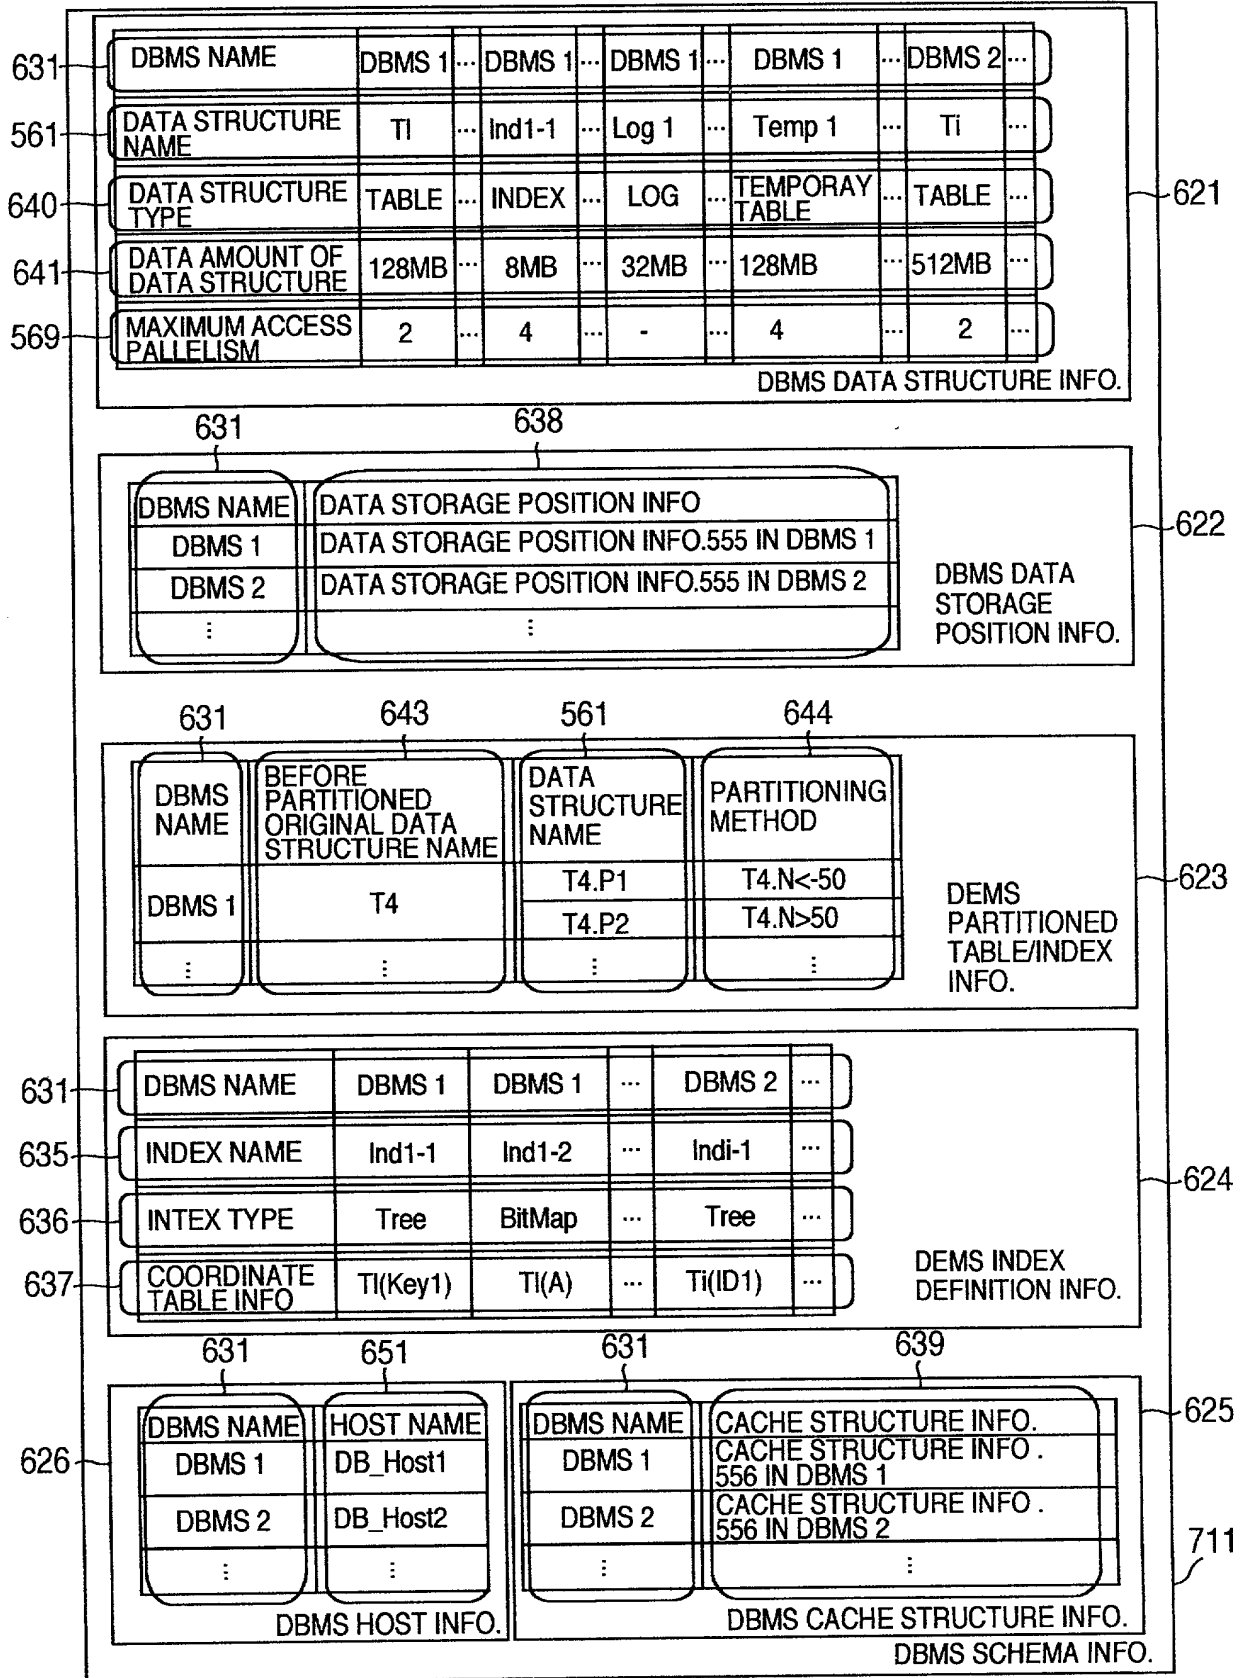 631
DBMS NAME DBMS 1 ... DBMS 1 ... DBMS 1 ... DBMS 1 ... DBMS 2 ...
561
DATA STRUCTURE
NAME
TI ... Ind1-1 ... Log 1 ... Temp 1 ... Ti ...
640
DATA STRUCTURE
TYPE
TABLE ... INDEX ... LOG ... TEMPORAY
TABLE
... TABLE ...
621
641
DATA AMOUNT OF
DATA STRUCTURE
128MB ... 8MB ... 32MB ... 128MB ... 512MB ...
569
MAXIMUM ACCESS
PALLELISM
2 ... 4 ... - ... 4 ... 2 ...
DBMS DATA STRUCTURE INFO.
631 638
DBMS NAME DATA STORAGE POSITION INFO
DBMS 1 DATA STORAGE POSITION INFO.555 IN DBMS 1
DBMS 2 DATA STORAGE POSITION INFO.555 IN DBMS 2
... ...
622
DBMS DATA
STORAGE
POSITION INFO.
631 643 561 644
DBMS
NAME
BEFORE
PARTITIONED
ORIGINAL DATA
STRUCTURE NAME
DATA
STRUCTURE
NAME
PARTITIONING
METHOD
DBMS 1 T4
T4.P1 T4.N<-50
T4.P2 T4.N>50
... ... ... ...
623
DEMS
PARTITIONED
TABLE/INDEX
INFO.
631
DBMS NAME DBMS 1 DBMS 1 ... DBMS 2 ...
635
INDEX NAME Ind1-1 Ind1-2 ... Indi-1 ...
624
636
INTEX TYPE Tree BitMap ... Tree ...
637
COORDINATE
TABLE INFO
TI(Key1) TI(A) ... Ti(ID1) ...
DEMS INDEX
DEFINITION INFO.
631 651
DBMS NAME HOST NAME
DBMS 1 DB_Host1
DBMS 2 DB_Host2
... ...
626
DBMS HOST INFO.
631 639
DBMS NAME CACHE STRUCTURE INFO.
DBMS 1 CACHE STRUCTURE INFO .
556 IN DBMS 1
DBMS 2 CACHE STRUCTURE INFO .
556 IN DBMS 2
... ...
625
DBMS CACHE STRUCTURE INFO.
711
DBMS SCHEMA INFO.